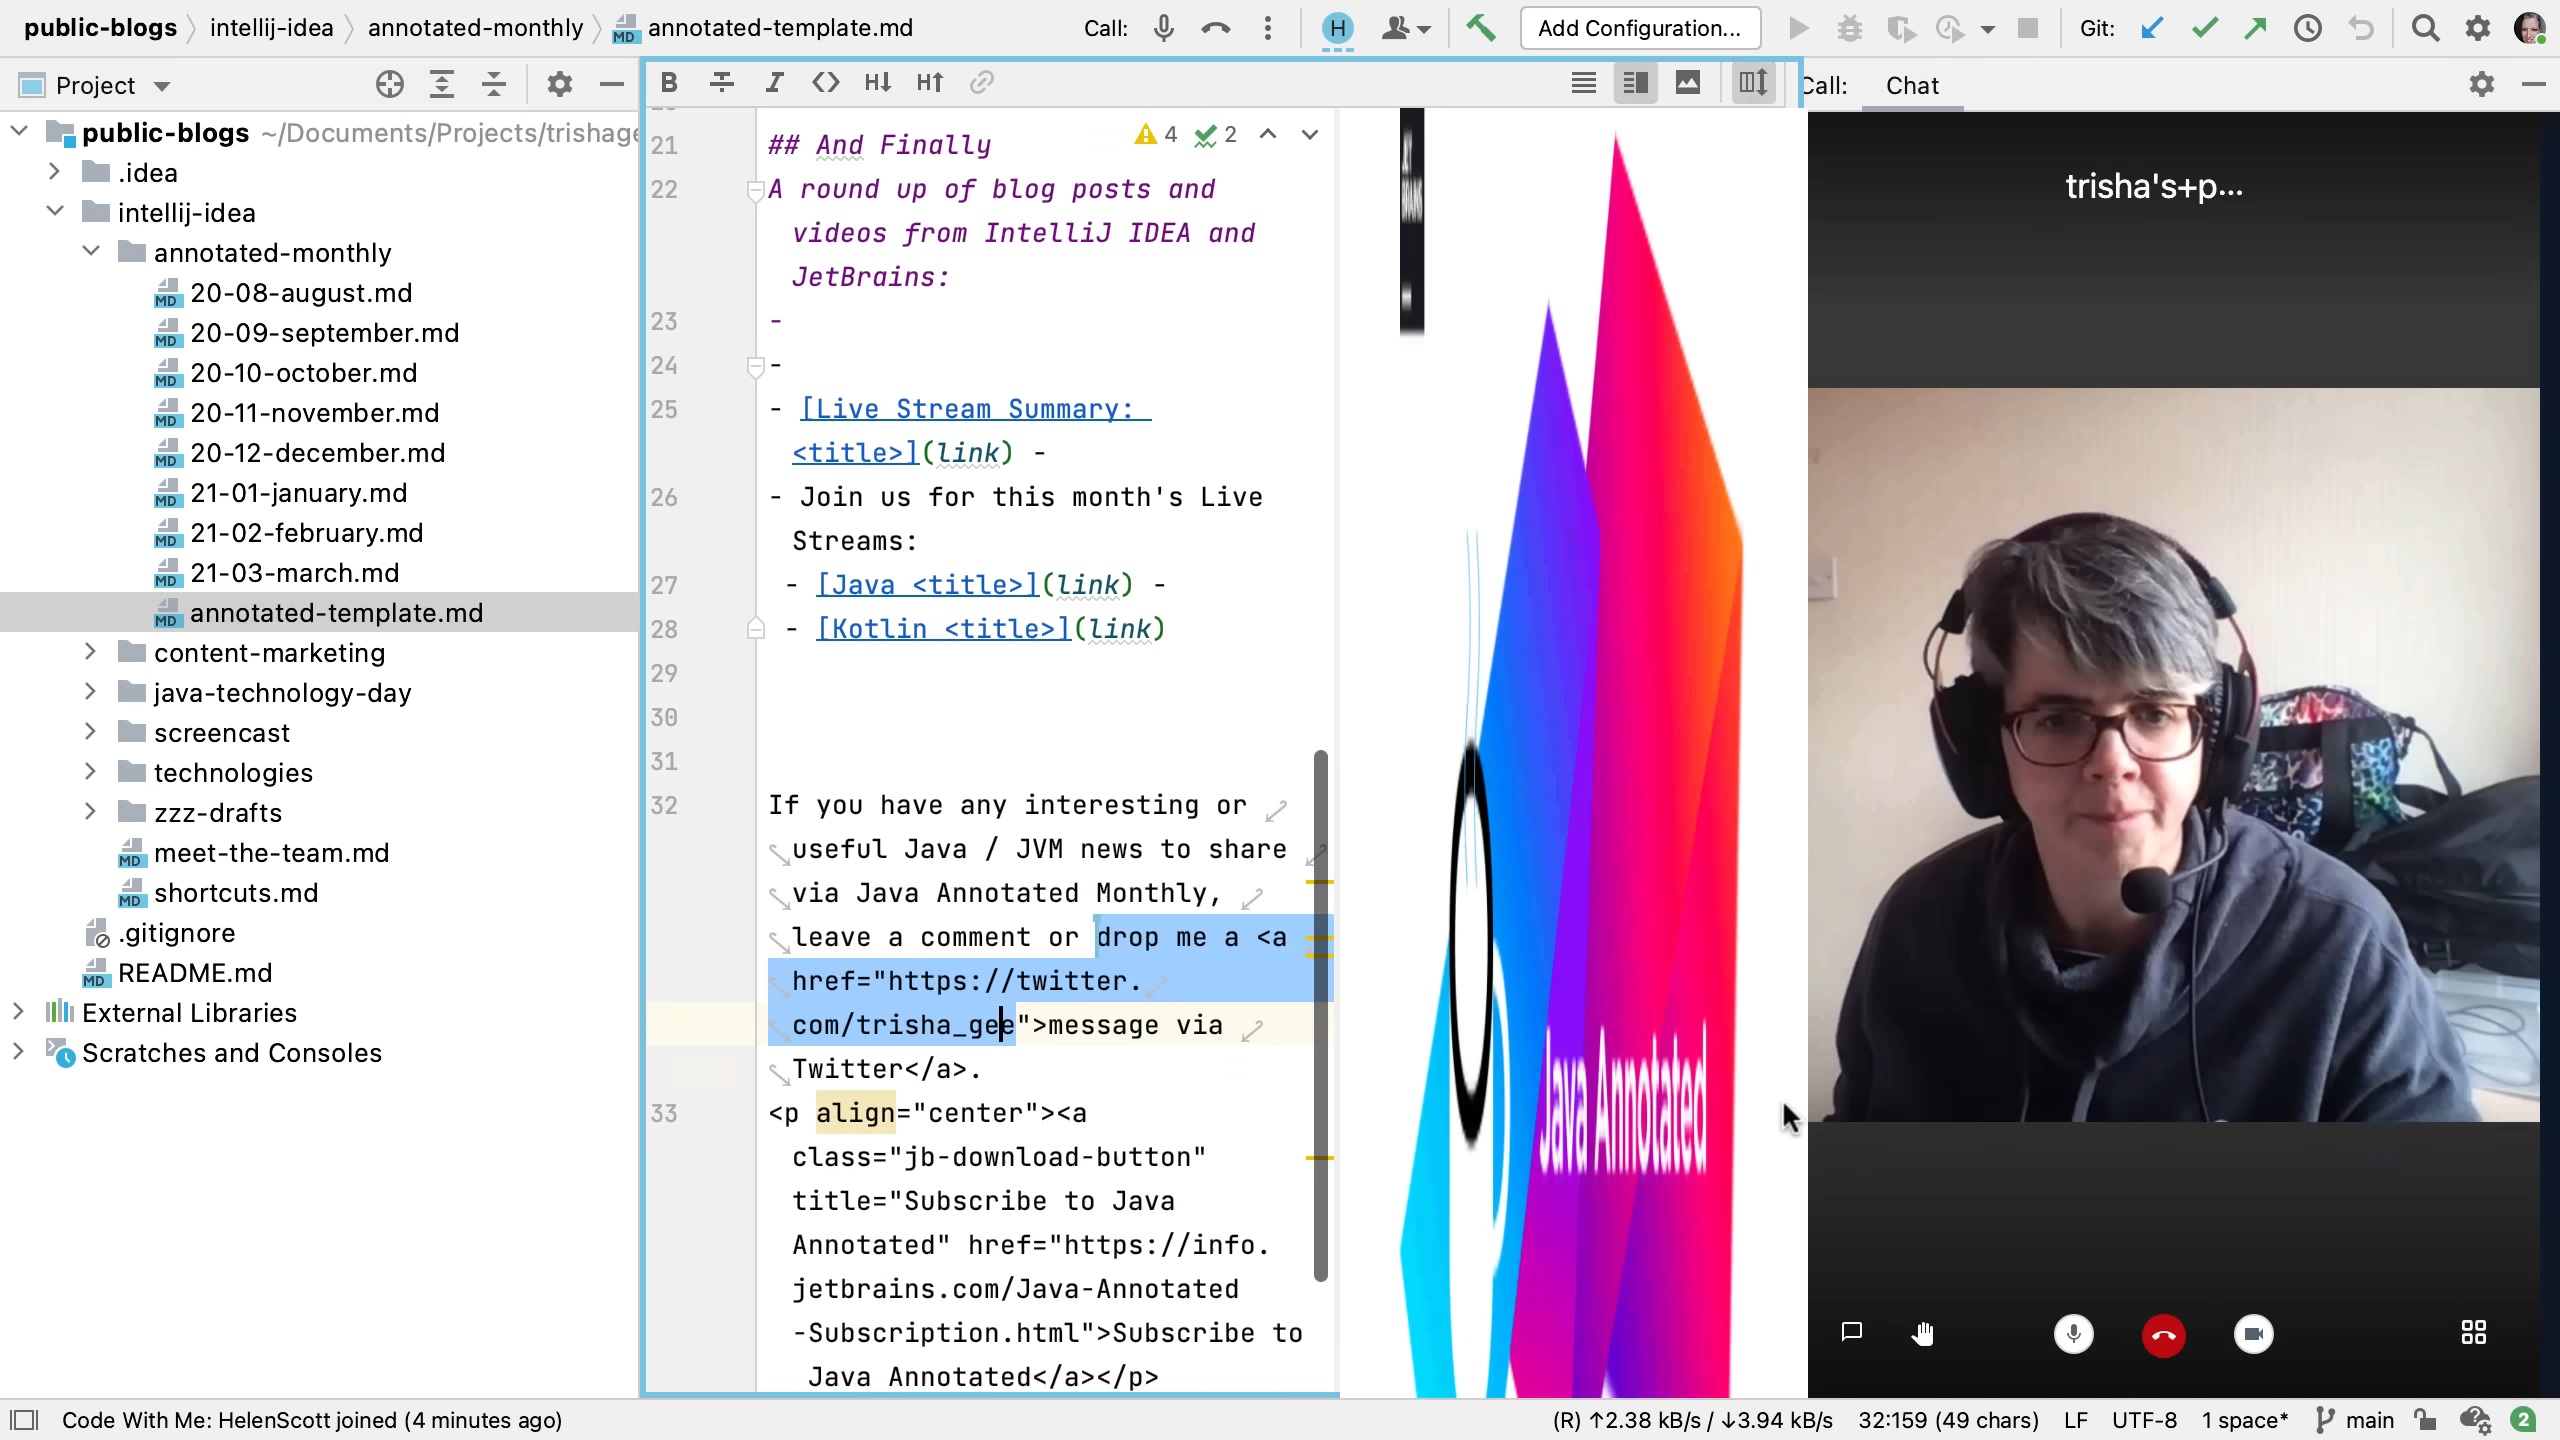 public-blogs intellij-idea annotated-monthly annotated-template.md
Call:
H
Add Configuration...
Git:
Project
Call: Chat
public-blogs ~/Documents/Projects/trishage
.idea
intellij-idea
annotated-monthly
20-08-august.md
20-09-september.md
20-10-october.md
20-11-november.md
20-12-december.md
21-01-january.md
21-02-february.md
21-03-march.md
annotated-template.md
content-marketing
java-technology-day
screencast
technologies
zzz-drafts
meet-the-team.md
shortcuts.md
.gitignore
README.md
External Libraries
Scratches and Consoles
4 2
21 ## And Finally
22 A round up of blog posts and
videos from IntelliJ IDEA and
JetBrains:
23 -
24 -
25 - [Live Stream Summary:
<title>](link) -
26 - Join us for this month's Live
Streams:
27 - [Java <title>](link) -
28 - [Kotlin <title>](link)
29
30
31
32 If you have any interesting or
useful Java / JVM news to share
via Java Annotated Monthly,
leave a comment or drop me a <a
href="https://twitter.
com/trisha_gee">message via
Twitter</a>.
33 <p align="center"><a
class="jb-download-button"
title="Subscribe to Java
Annotated" href="https://info.
jetbrains.com/Java-Annotated
-Subscription.html">Subscribe to
Java Annotated</a></p>
Java Annotated
trisha's+p...
Code With Me: HelenScott joined (4 minutes ago)
(R) ↑2.38 kB/s / ↓3.94 kB/s 32:159 (49 chars) LF UTF-8 1 space* main 2